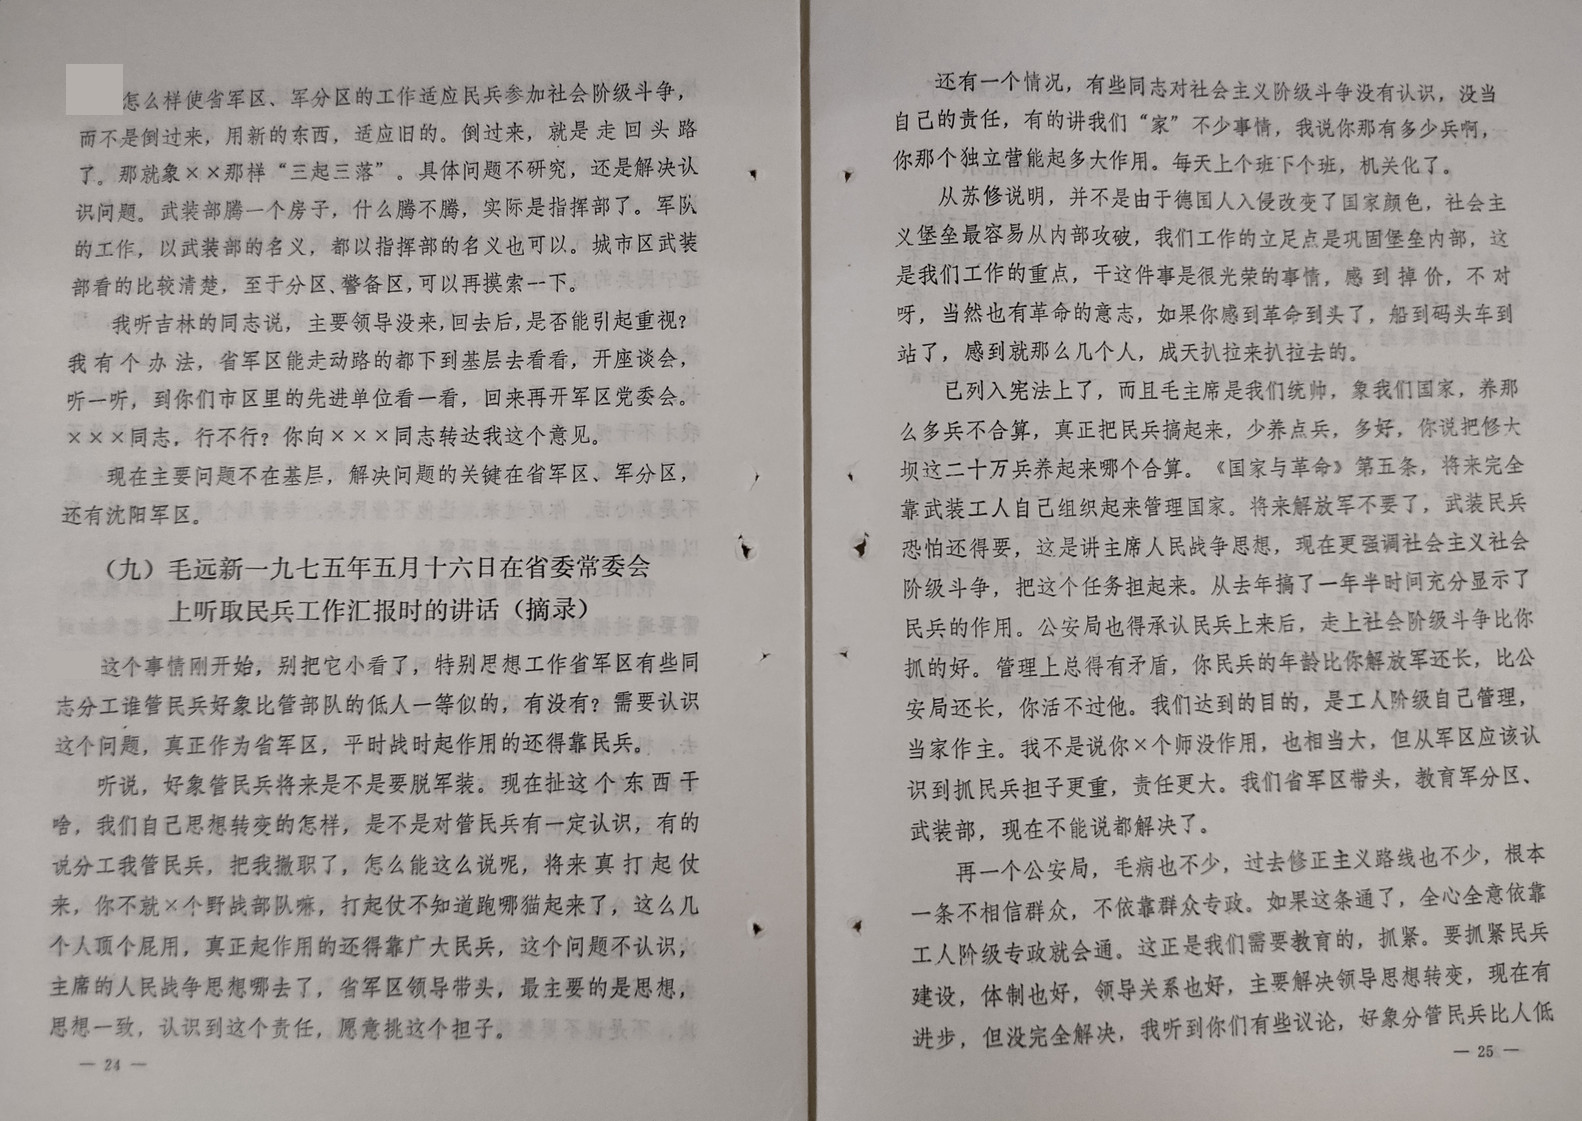 怎么样使省军区、军分区的工作适应民兵参加社会阶级斗争，
而不是倒过来，用新的东西，适应旧的。倒过来，就是走回头路
了。那就象××那样“三起三落”。具体问题不研究，还是解决认
识问题。武装部腾一个房子，什么腾不腾，实际是指挥部了。军队
的工作，以武装部的名义，都以指挥部的名义也可以。城市区武装
部看的比较清楚，至于分区、警备区，可以再摸索一下。
我听吉林的同志说，主要领导没来，回去后，是否能引起重视？
我有个办法，省军区能走动路的都下到基层去看看，开座谈会，
听一听，到你们市区里的先进单位看一看，回来再开军区党委会。
×××同志，行不行？你向×××同志转达我这个意见。
现在主要问题不在基层，解决问题的关键在省军区、军分区，
还有沈阳军区。
（九）毛远新一九七五年五月十六日在省委常委会
上听取民兵工作汇报时的讲话（摘录）
这个事情刚开始，别把它小看了，特别思想工作省军区有些同
志分工谁管民兵好象比管部队的低人一等似的，有没有？需要认识
这个问题，真正作为省军区，平时战时起作用的还得靠民兵。
听说，好象管民兵将来是不是要脱军装。现在扯这个东西干
啥，我们自己思想转变的怎样，是不是对管民兵有一定认识，有的
说分工我管民兵，把我撤职了，怎么能这么说呢，将来真打起仗
来，你不就×个野战部队嘛，打起仗不知道跑哪猫起来了，这么几
个人顶个屁用，真正起作用的还得靠广大民兵，这个问题不认识，
主席的人民战争思想哪去了，省军区领导带头，最主要的是思想，
思想一致，认识到这个责任，愿意挑这个担子。
— 24 —
还有一个情况，有些同志对社会主义阶级斗争没有认识，没当
自己的责任，有的讲我们“家”不少事情，我说你那有多少兵啊，
你那个独立营能起多大作用。每天上个班下个班，机关化了。
从苏修说明，并不是由于德国人入侵改变了国家颜色，社会主
义堡垒最容易从内部攻破，我们工作的立足点是巩固堡垒内部，这
是我们工作的重点，干这件事是很光荣的事情，感到掉价，不对
呀，当然也有革命的意志，如果你感到革命到头了，船到码头车到
站了，感到就那么几个人，成天扒拉来扒拉去的。
已列入宪法上了，而且毛主席是我们统帅，象我们国家，养那
么多兵不合算，真正把民兵搞起来，少养点兵，多好，你说把修大
坝这二十万兵养起来哪个合算。《国家与革命》第五条，将来完全
靠武装工人自己组织起来管理国家。将来解放军不要了，武装民兵
恐怕还得要，这是讲主席人民战争思想，现在更强调社会主义社会
阶级斗争，把这个任务担起来。从去年搞了一年半时间充分显示了
民兵的作用。公安局也得承认民兵上来后，走上社会阶级斗争比你
抓的好。管理上总得有矛盾，你民兵的年龄比你解放军还长，比公
安局还长，你活不过他。我们达到的目的，是工人阶级自己管理，
当家作主。我不是说你×个师没作用，也相当大，但从军区应该认
识到抓民兵担子更重，责任更大。我们省军区带头，教育军分区、
武装部，现在不能说都解决了。
再一个公安局，毛病也不少，过去修正主义路线也不少，根本
一条不相信群众，不依靠群众专政。如果这条通了，全心全意依靠
工人阶级专政就会通。这正是我们需要教育的，抓紧。要抓紧民兵
建设，体制也好，领导关系也好，主要解决领导思想转变，现在有
进步，但没完全解决，我听到你们有些议论，好象分管民兵比人低
— 25 —